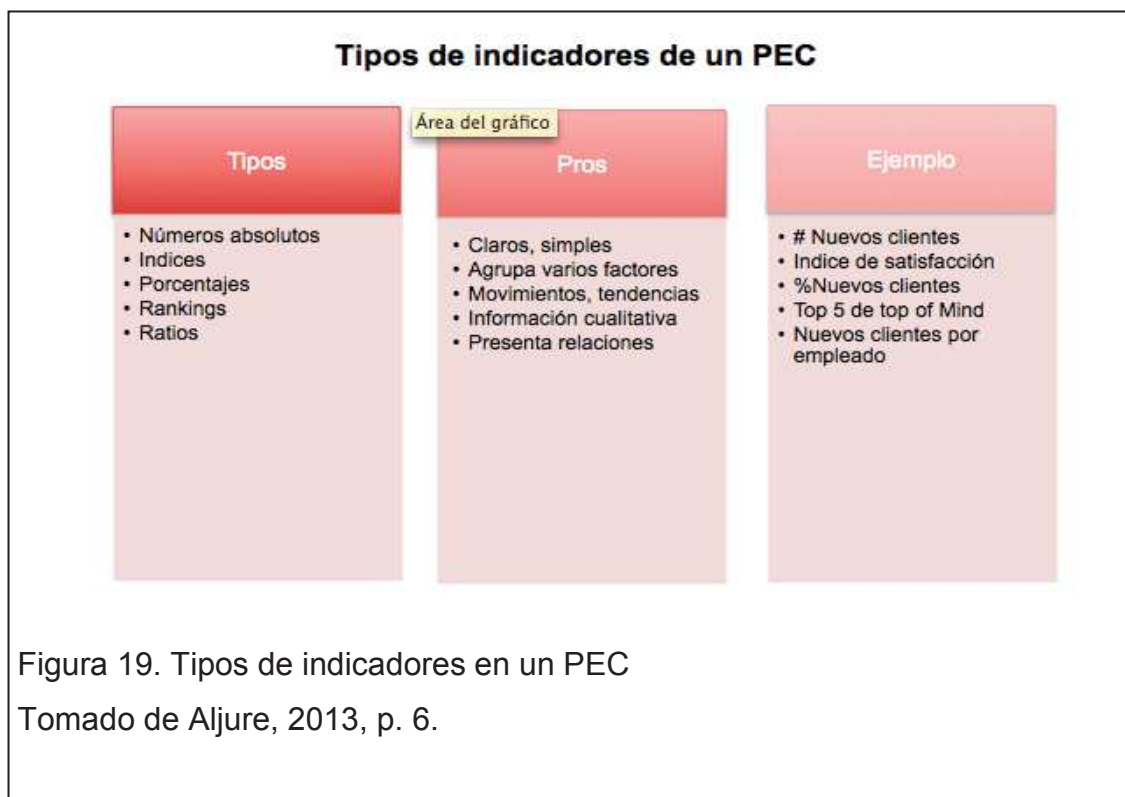 Tipos de indicadores de un PEC
Área del gráfico
Tipos
• Números absolutos
• Indices
• Porcentajes
• Rankings
• Ratios
Pros
• Claros, simples
• Agrupa varios factores
• Movimientos, tendencias
• Información cualitativa
• Presenta relaciones
Ejemplo
• # Nuevos clientes
• Indice de satisfacción
• %Nuevos clientes
• Top 5 de top of Mind
• Nuevos clientes por
empleado
Figura 19. Tipos de indicadores en un PEC
Tomado de Aljure, 2013, p. 6.